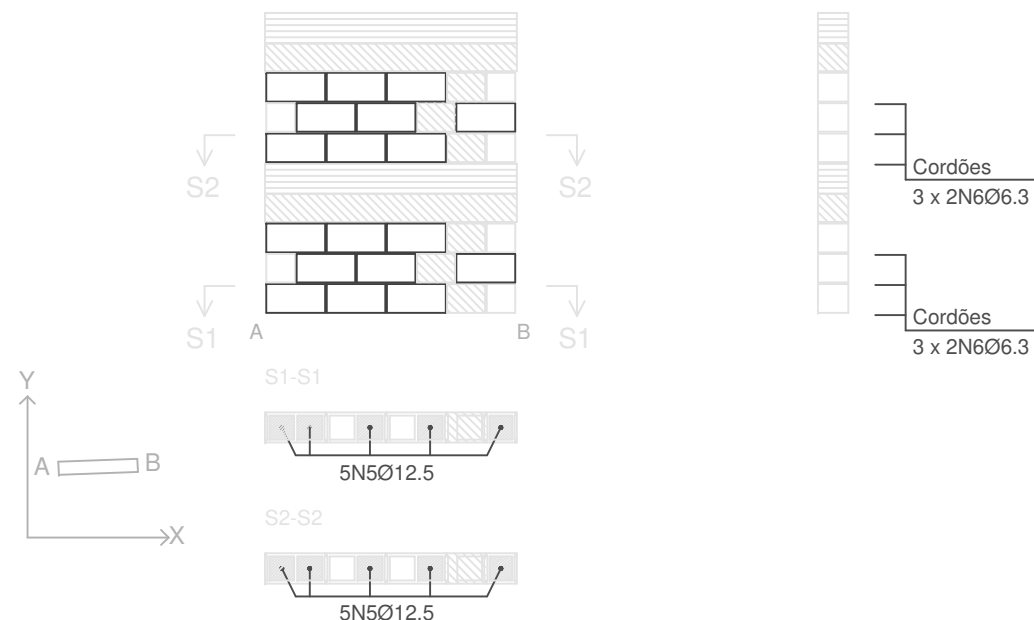 S2
S2
Cordões
3 x 2N6Ø6.3
S1
S1
A
B
Cordões
3 x 2N6Ø6.3
S1-S1
5N5Ø12.5
Y
A
B
X
S2-S2
5N5Ø12.5